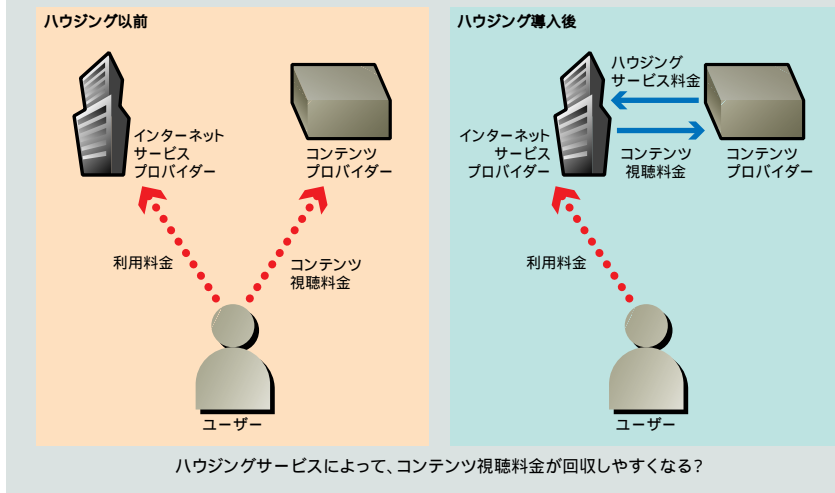 ハウジング以前
インターネット
サービス
プロバイダー
コンテンツ
プロバイダー
利用料金
コンテンツ
視聴料金
ユーザー
ハウジング導入後
ハウジング
サービス料金
インターネット
サービス
プロバイダー
コンテンツ
視聴料金
コンテンツ
プロバイダー
利用料金
ユーザー
ハウジングサービスによって、コンテンツ視聴料金が回収しやすくなる?